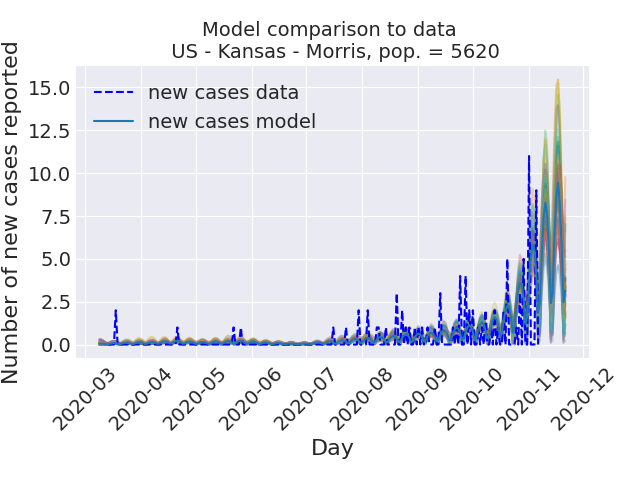 Model comparison to data
US - Kansas - Morris, pop. = 5620
Number of new cases reported
15.0
12.5
10.0
7.5
5.0
2.5
0.0
new cases data
new cases model
2020-03
2020-04
2020-05
2020-06
2020-07
2020-08
2020-09
2020-10
2020-11
2020-12
Day